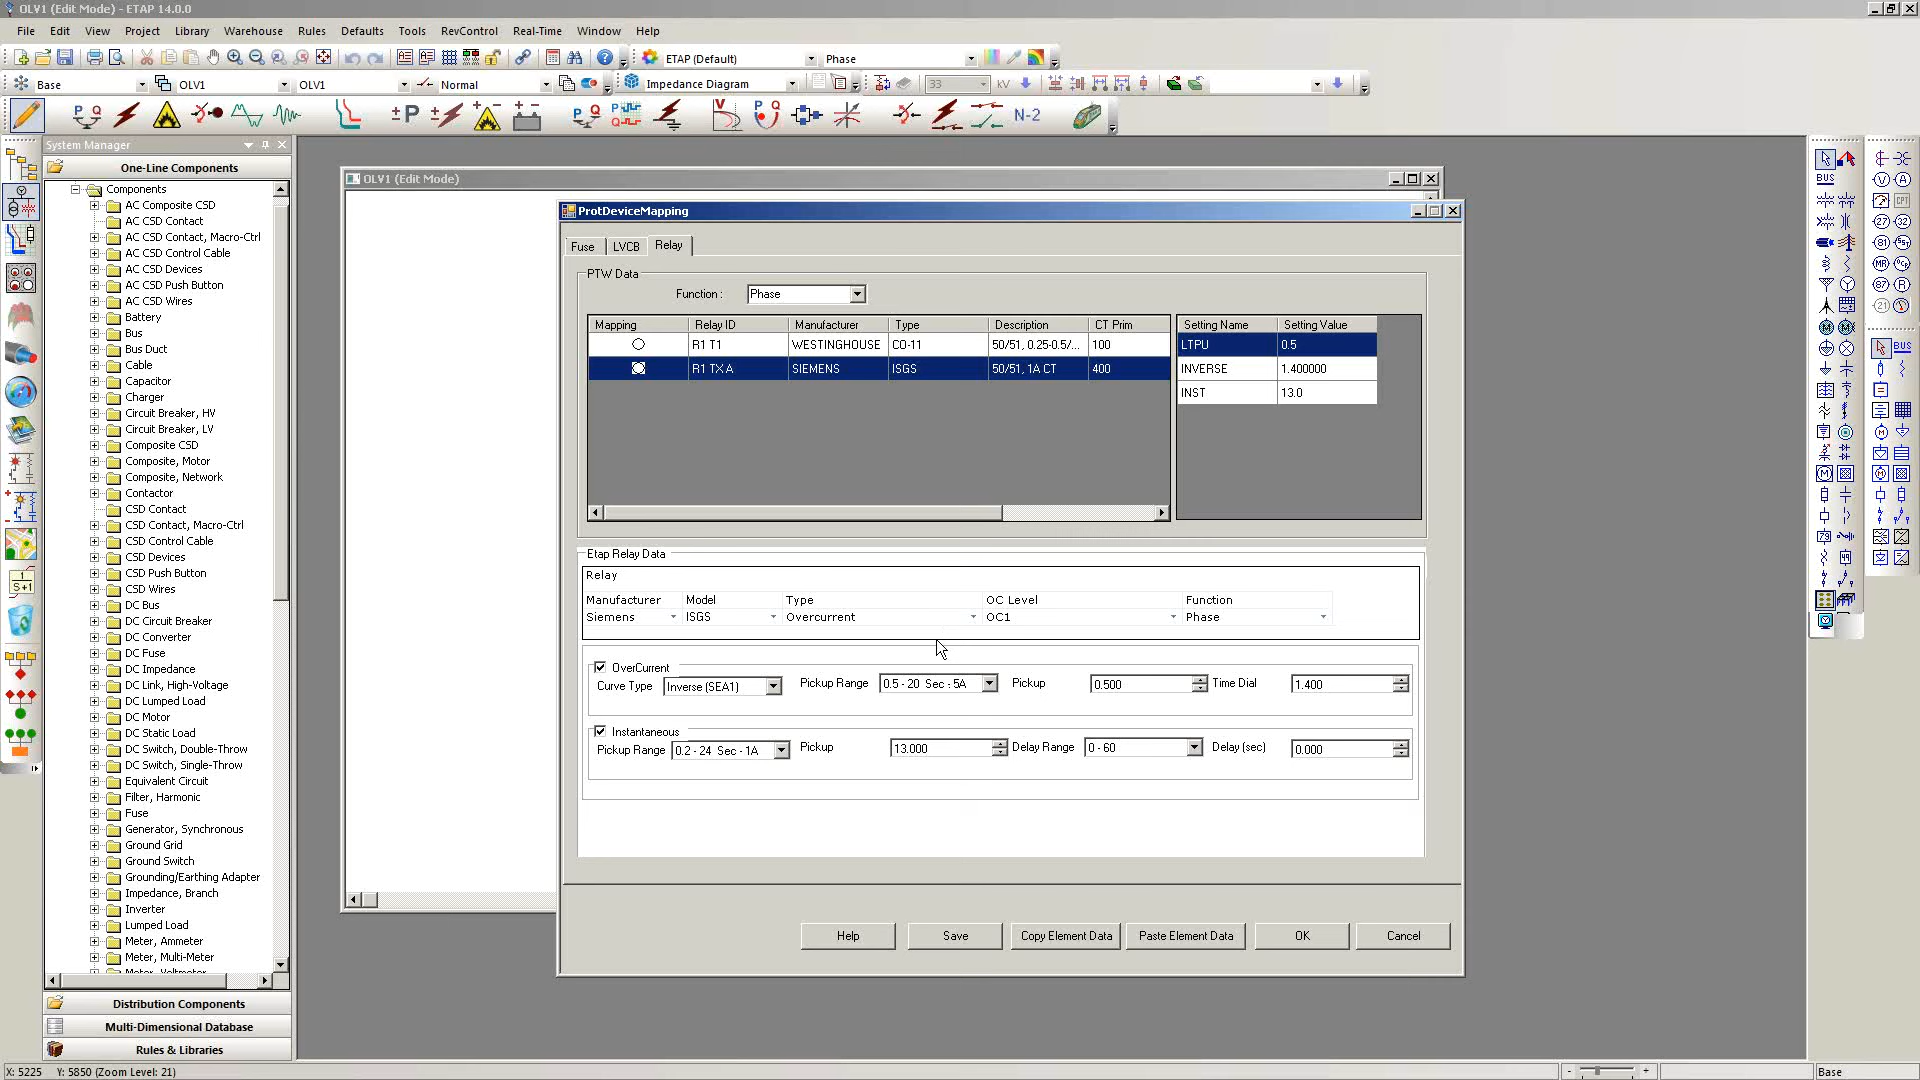 OLV1 (Edit Mode) - ETAP 14.0.0
File Edit View Project Library Warehouse Rules Defaults Tools RevControl Real-Time Window Help
ETAP (Default) Phase
Base OLV1 OLV1 Normal Impedance Diagram 33 kV
N-2
System Manager
One-Line Components
Components
AC Composite CSD
AC CSD Contact
AC CSD Contact, Macro-Ctrl
AC CSD Control Cable
AC CSD Devices
AC CSD Push Button
AC CSD Wires
Battery
Bus
Bus Duct
Cable
Capacitor
Charger
Circuit Breaker, HV
Circuit Breaker, LV
Composite CSD
Composite, Motor
Composite, Network
Contactor
CSD Contact
CSD Contact, Macro-Ctrl
CSD Control Cable
CSD Devices
CSD Push Button
CSD Wires
DC Bus
DC Circuit Breaker
DC Converter
DC Fuse
DC Impedance
DC Link, High-Voltage
DC Lumped Load
DC Motor
DC Static Load
DC Switch, Double-Throw
DC Switch, Single-Throw
Equivalent Circuit
Filter, Harmonic
Fuse
Generator, Synchronous
Ground Grid
Ground Switch
Grounding/Earthing Adapter
Impedance, Branch
Inverter
Lumped Load
Meter, Ammeter
Meter, Multi-Meter
Meter, Voltmeter
Distribution Components
Multi-Dimensional Database
Rules & Libraries
OLV1 (Edit Mode)
ProtDeviceMapping
Fuse LVCB Relay
PTW Data
Function : Phase
Mapping Relay ID Manufacturer Type Description CT Prim
R1 T1 WESTINGHOUSE CO-11 50/51, 0.25-0.5/... 100
R1 TX A SIEMENS ISGS 50/51, 1A CT 400
Setting Name Setting Value
LTPU 0.5
INVERSE 1.400000
INST 13.0
Etap Relay Data
Relay
Manufacturer Model Type OC Level Function
Siemens ISGS Overcurrent OC1 Phase
OverCurrent
Curve Type Inverse (SEA1) Pickup Range 0.5 - 20 Sec : 5A Pickup 0.500 Time Dial 1.400
Instantaneous
Pickup Range 0.2 - 24 Sec - 1A Pickup 13.000 Delay Range 0 - 60 Delay (sec) 0.000
Help Save Copy Element Data Paste Element Data OK Cancel
X: 5225 Y: 5850 (Zoom Level: 21) Base